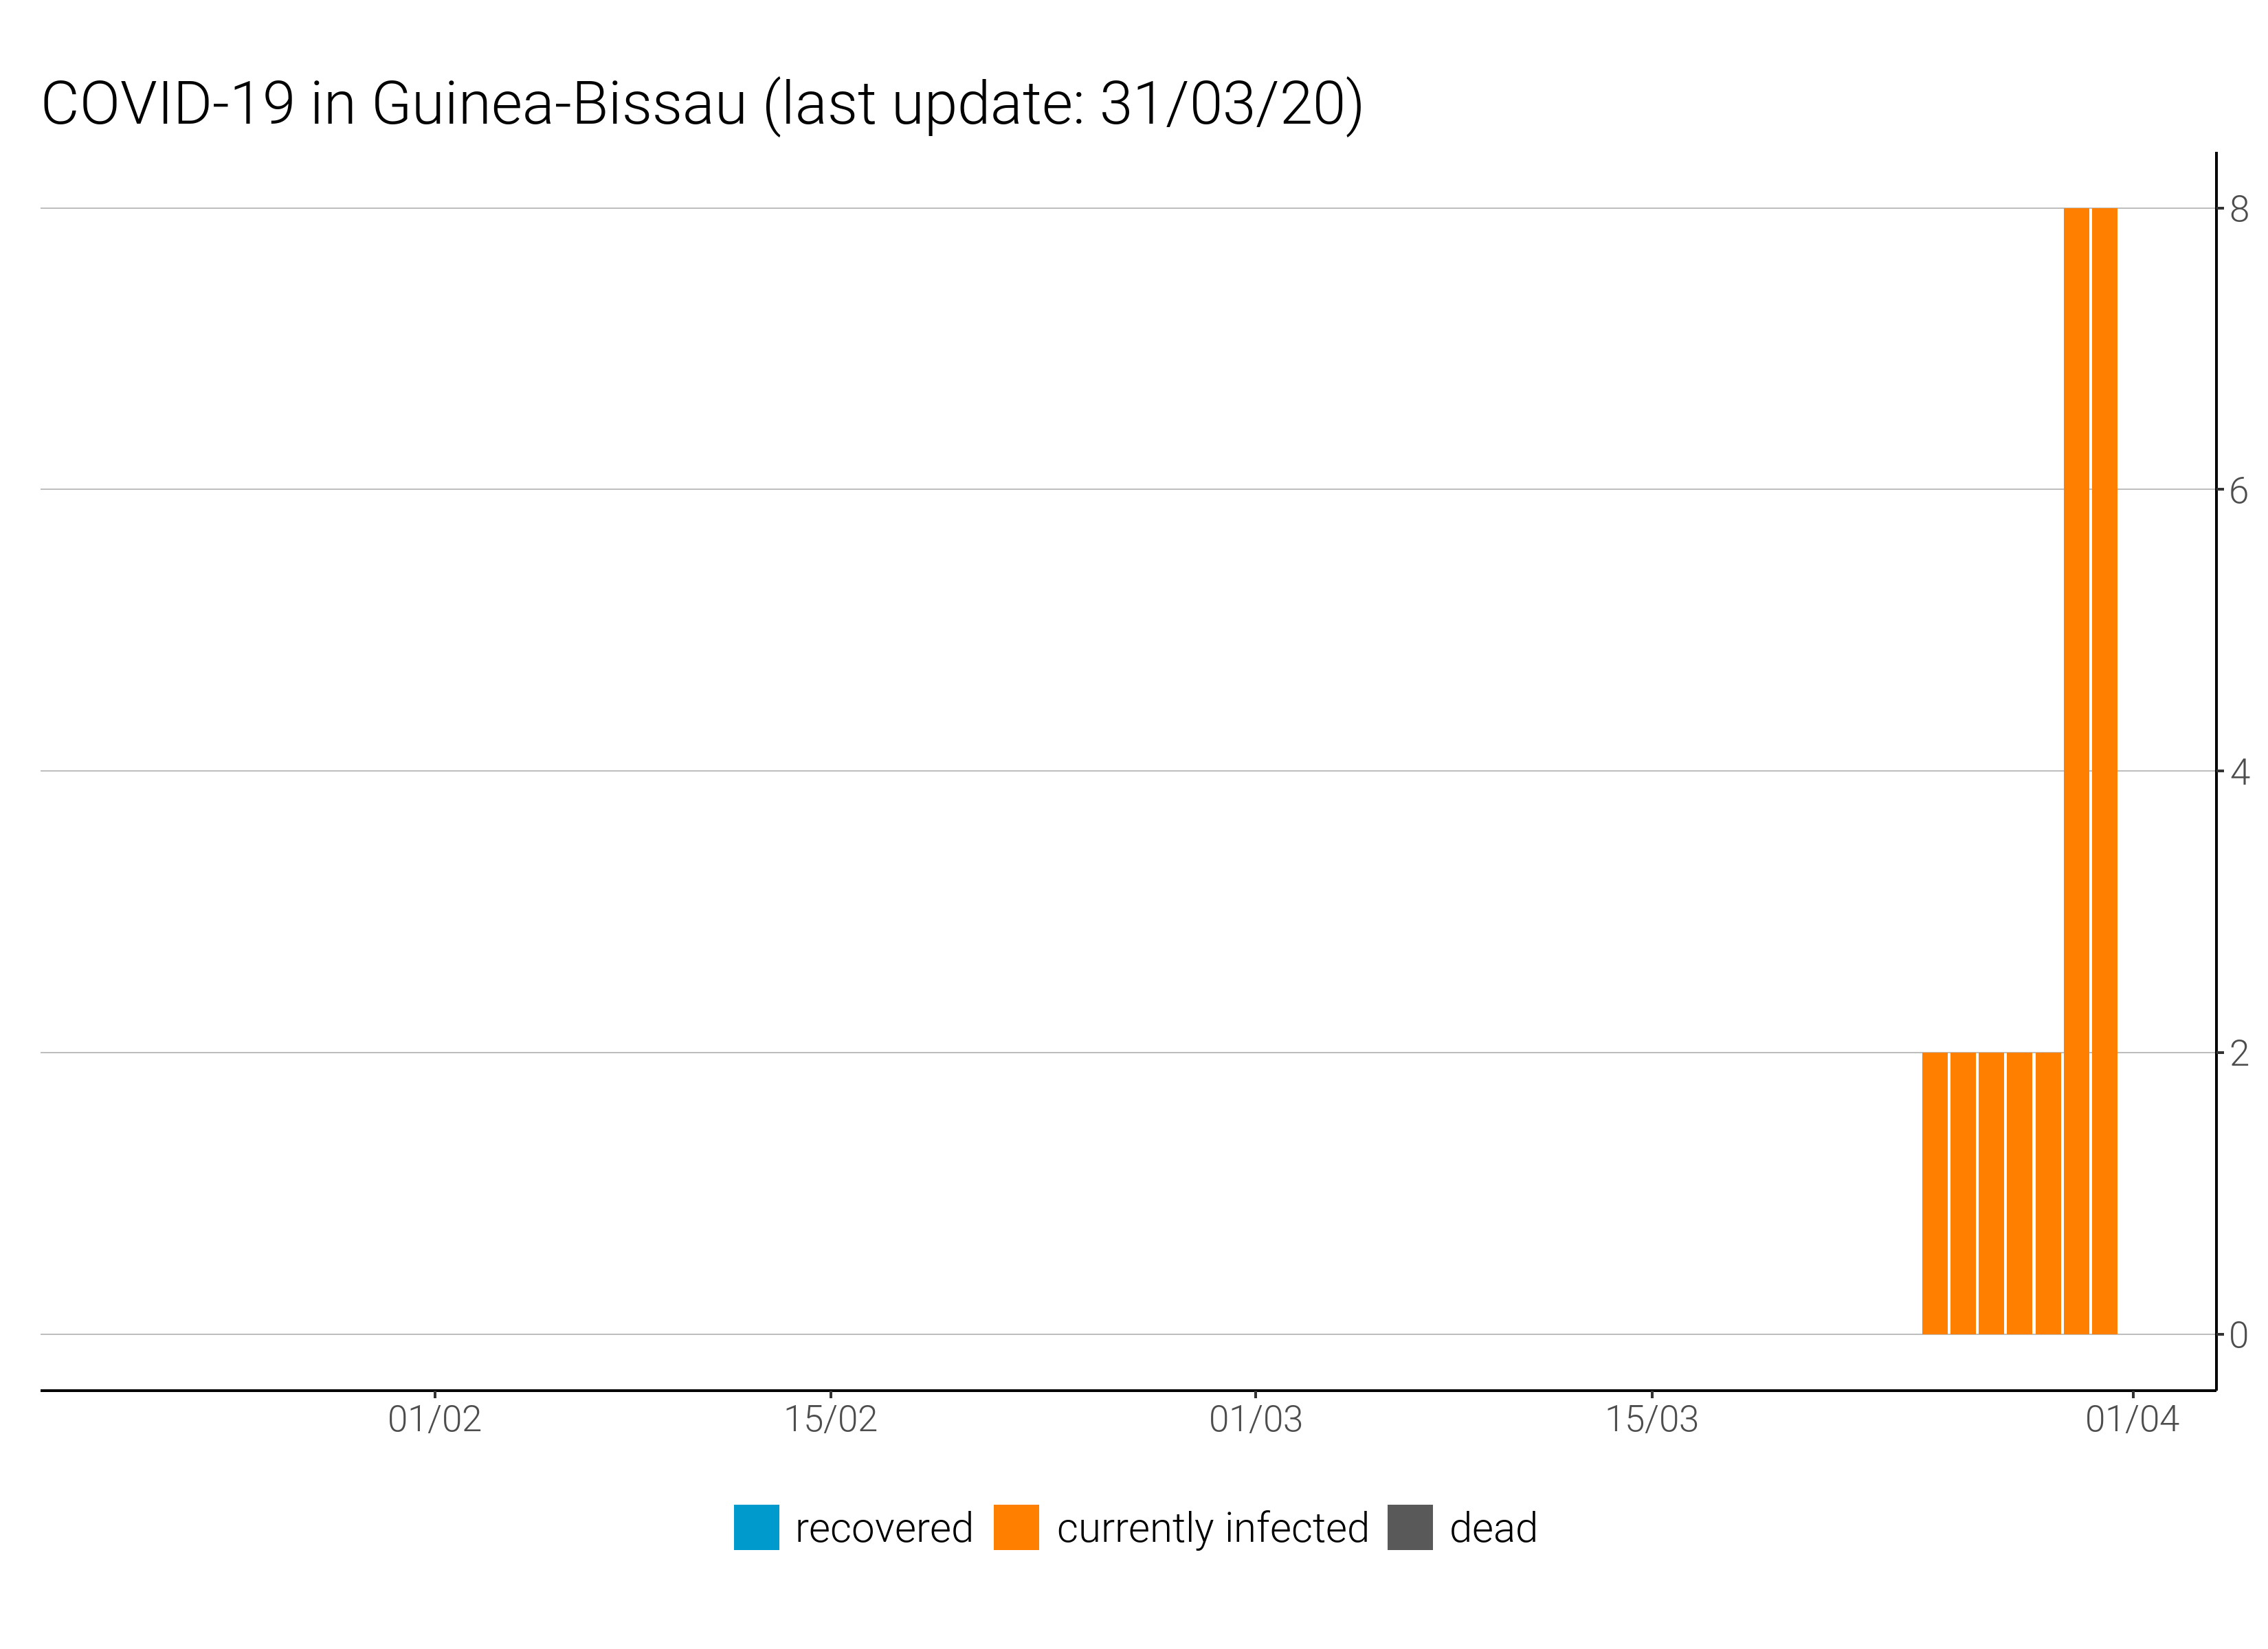 COVID-19 in Guinea-Bissau (last update: 31/03/20)
8
6
4
2
0
01/02 15/02 01/03 15/03 01/04
recovered currently infected dead